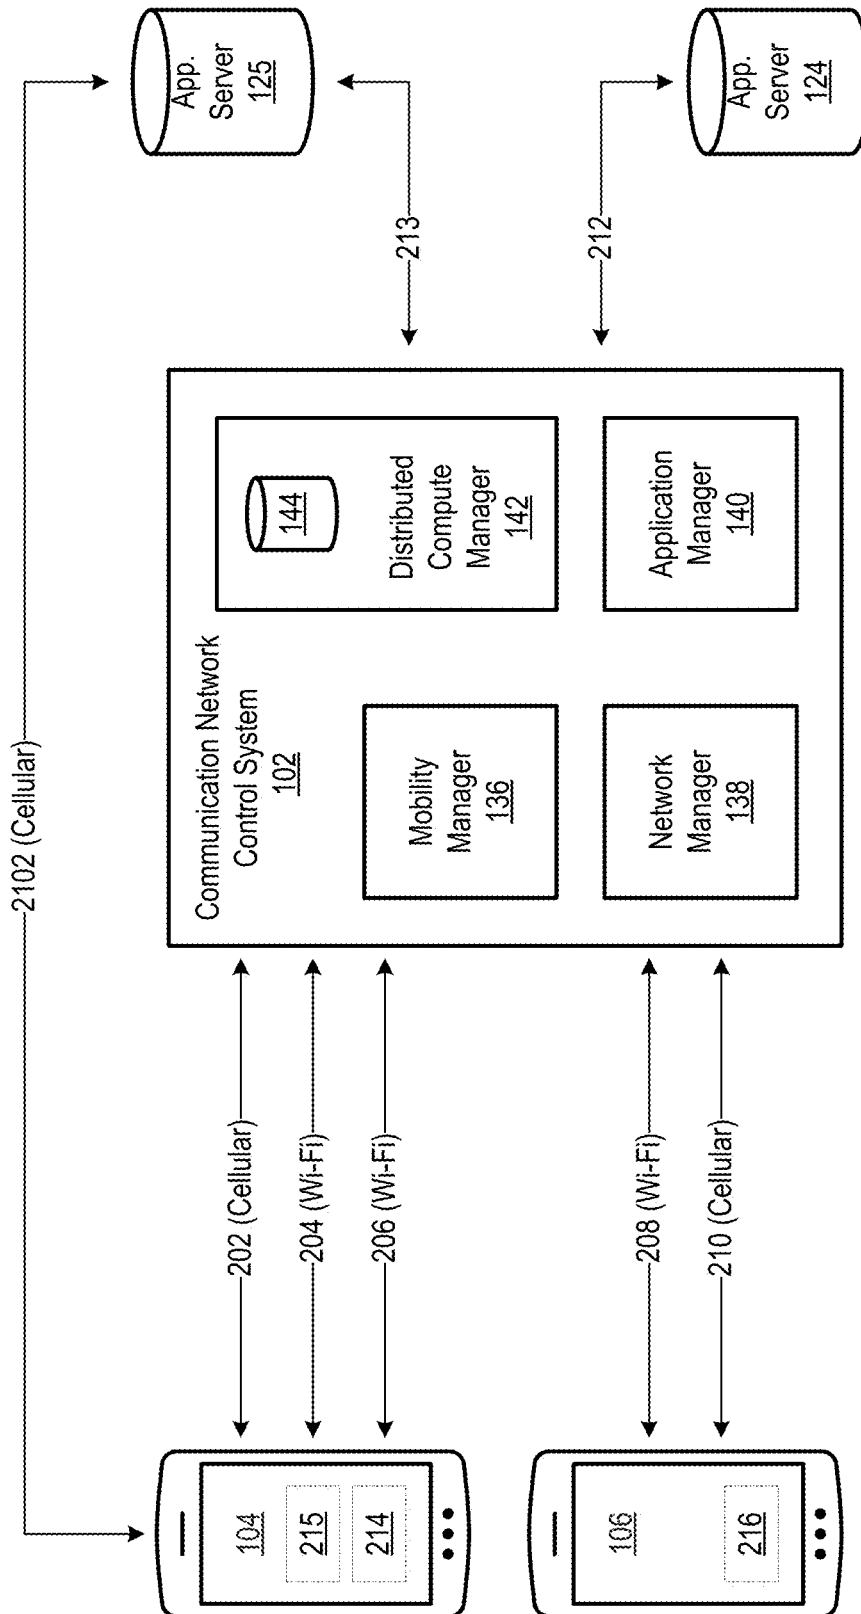 2102 (Cellular)
104
215
214
202 (Cellular)
204 (Wi-Fi)
206 (Wi-Fi)
Communication Network
Control System
102
144
Distributed
Compute
Manager
142
Mobility
Manager
136
Network
Manager
138
Application
Manager
140
213
App.
Server
125
106
216
208 (Wi-Fi)
210 (Cellular)
212
App.
Server
124